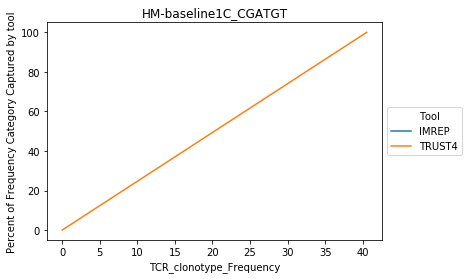 HM-baseline1C_CGATGT
Percent of Frequency Category Captured by tool
100
80
60
40
20
0
0 5 10 15 20 25 30 35 40
TCR_clonotype_Frequency
Tool
IMREP
TRUST4